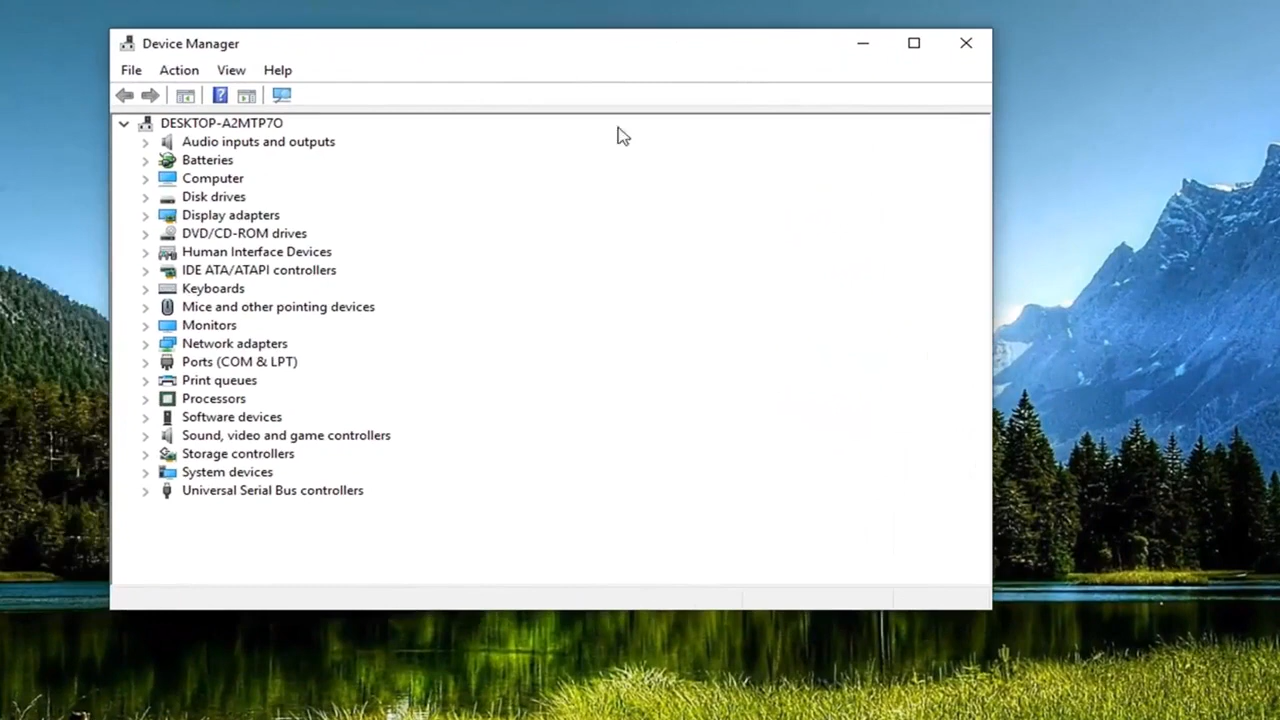 Device Manager
File Action View Help
DESKTOP-A2MTP7O
Audio inputs and outputs
Batteries
Computer
Disk drives
Display adapters
DVD/CD-ROM drives
Human Interface Devices
IDE ATA/ATAPI controllers
Keyboards
Mice and other pointing devices
Monitors
Network adapters
Ports (COM & LPT)
Print queues
Processors
Software devices
Sound, video and game controllers
Storage controllers
System devices
Universal Serial Bus controllers